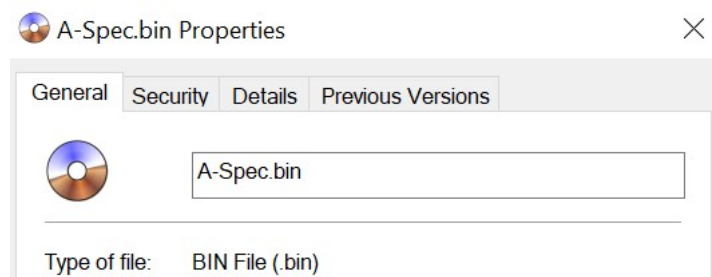 A-Spec.bin Properties
General Security Details Previous Versions
A-Spec.bin
Type of file: BIN File (.bin)